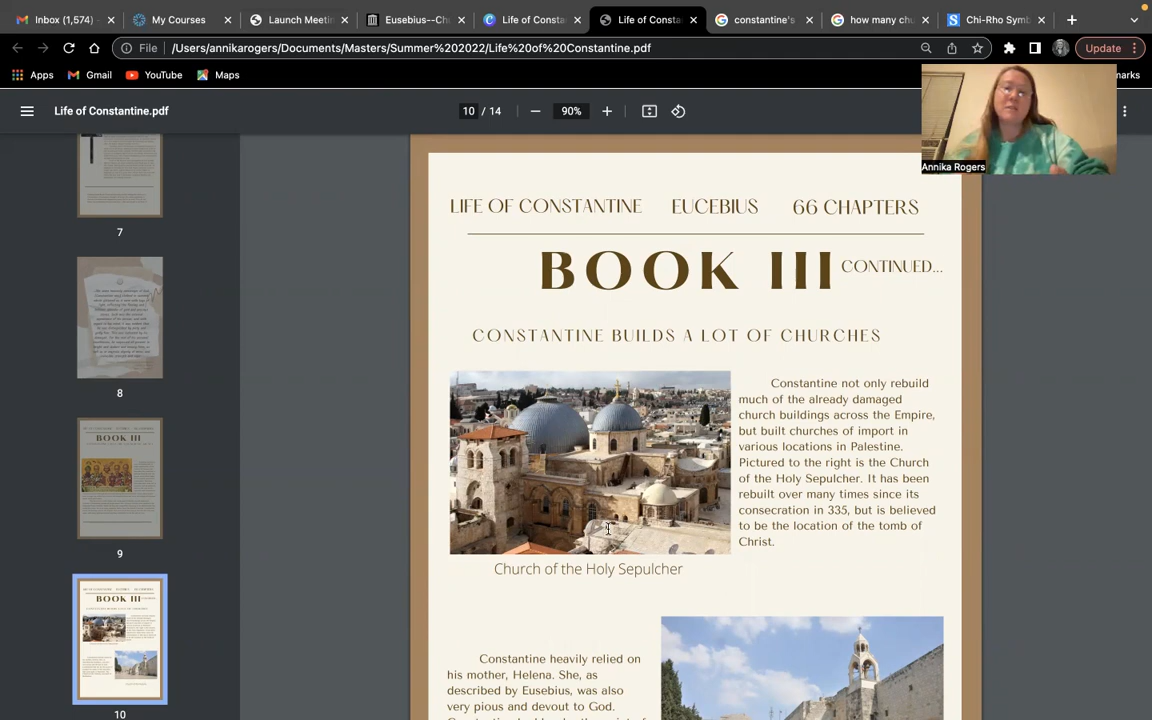 Inbox (1,574)
My Courses
Launch Meeti
Eusebius--Ch
Life of Consta
Life of Consta
constantine's
how many chu
Chi-Rho Symb
File
/Users/annikarogers/Documents/Masters/Summer%202022/Life%20of%20Constantine.pdf
Update
Apps
Gmail
YouTube
Maps
marks
Life of Constantine.pdf
10 / 14
90%
Annika Rogers
7
8
9
10
LIFE OF CONSTANTINE EUCEBIUS 66 CHAPTERS
BOOK III CONTINUED...
CONSTANTINE BUILDS A LOT OF CHURCHES
Constantine not only rebuild
much of the already damaged
church buildings across the Empire,
but built churches of import in
various locations in Palestine.
Pictured to the right is the Church
of the Holy Sepulcher. It has been
rebuilt over many times since its
consecration in 335, but is believed
to be the location of the tomb of
Christ.
Church of the Holy Sepulcher
Constantine heavily relied on
his mother, Helena. She, as
described by Eusebius, was also
very pious and devout to God.